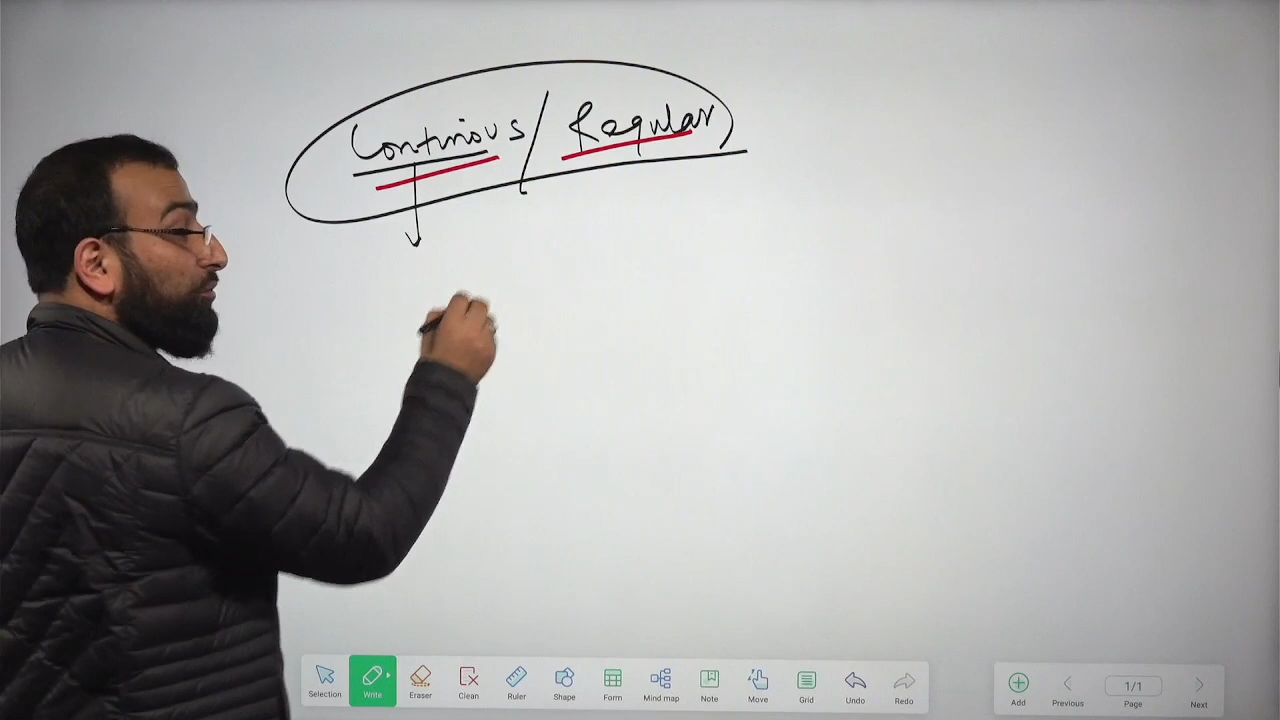 Continious / Regular
Selection Write Eraser Clean Ruler Shape Form Mind map Note Move Grid Undo Redo
Add Previous 1/1 Page Next